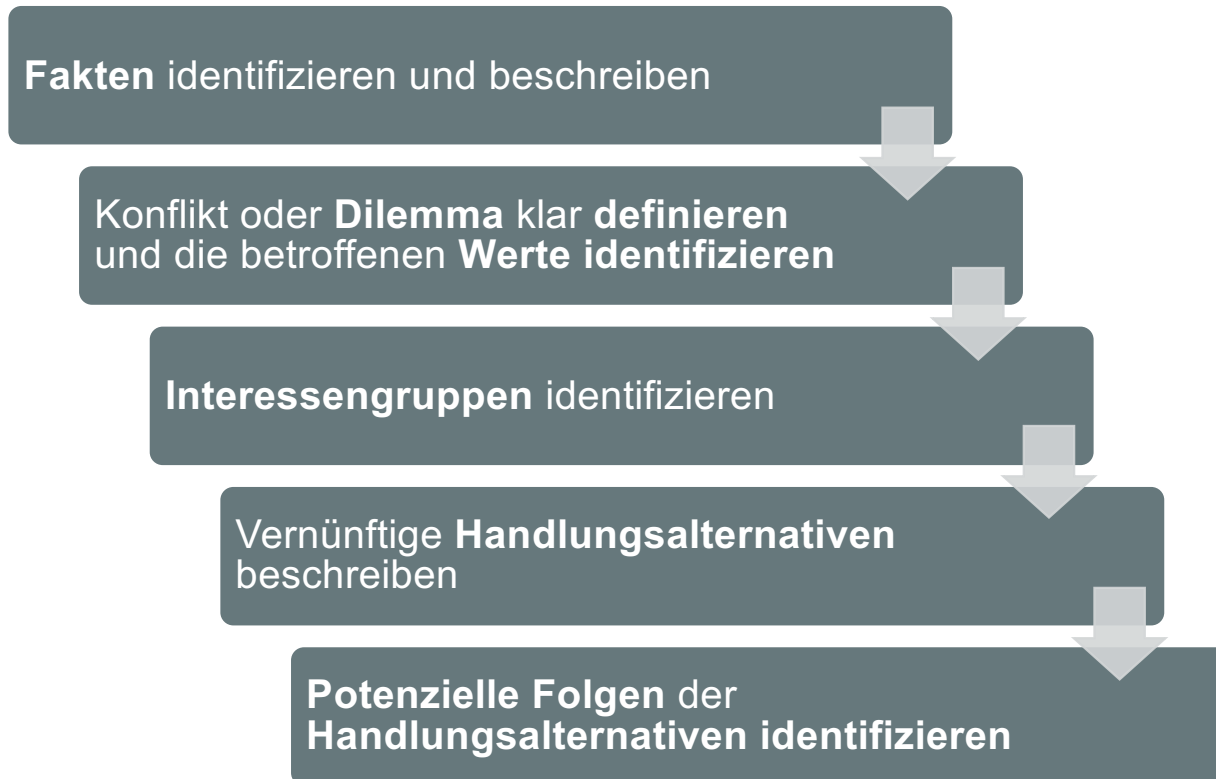 Fakten identifizieren und beschreiben
Konflikt oder Dilemma klar definieren
und die betroffenen Werte identifizieren
Interessengruppen identifizieren
Vernünftige Handlungsalternativen
beschreiben
Potenzielle Folgen der
Handlungsalternativen identifizieren